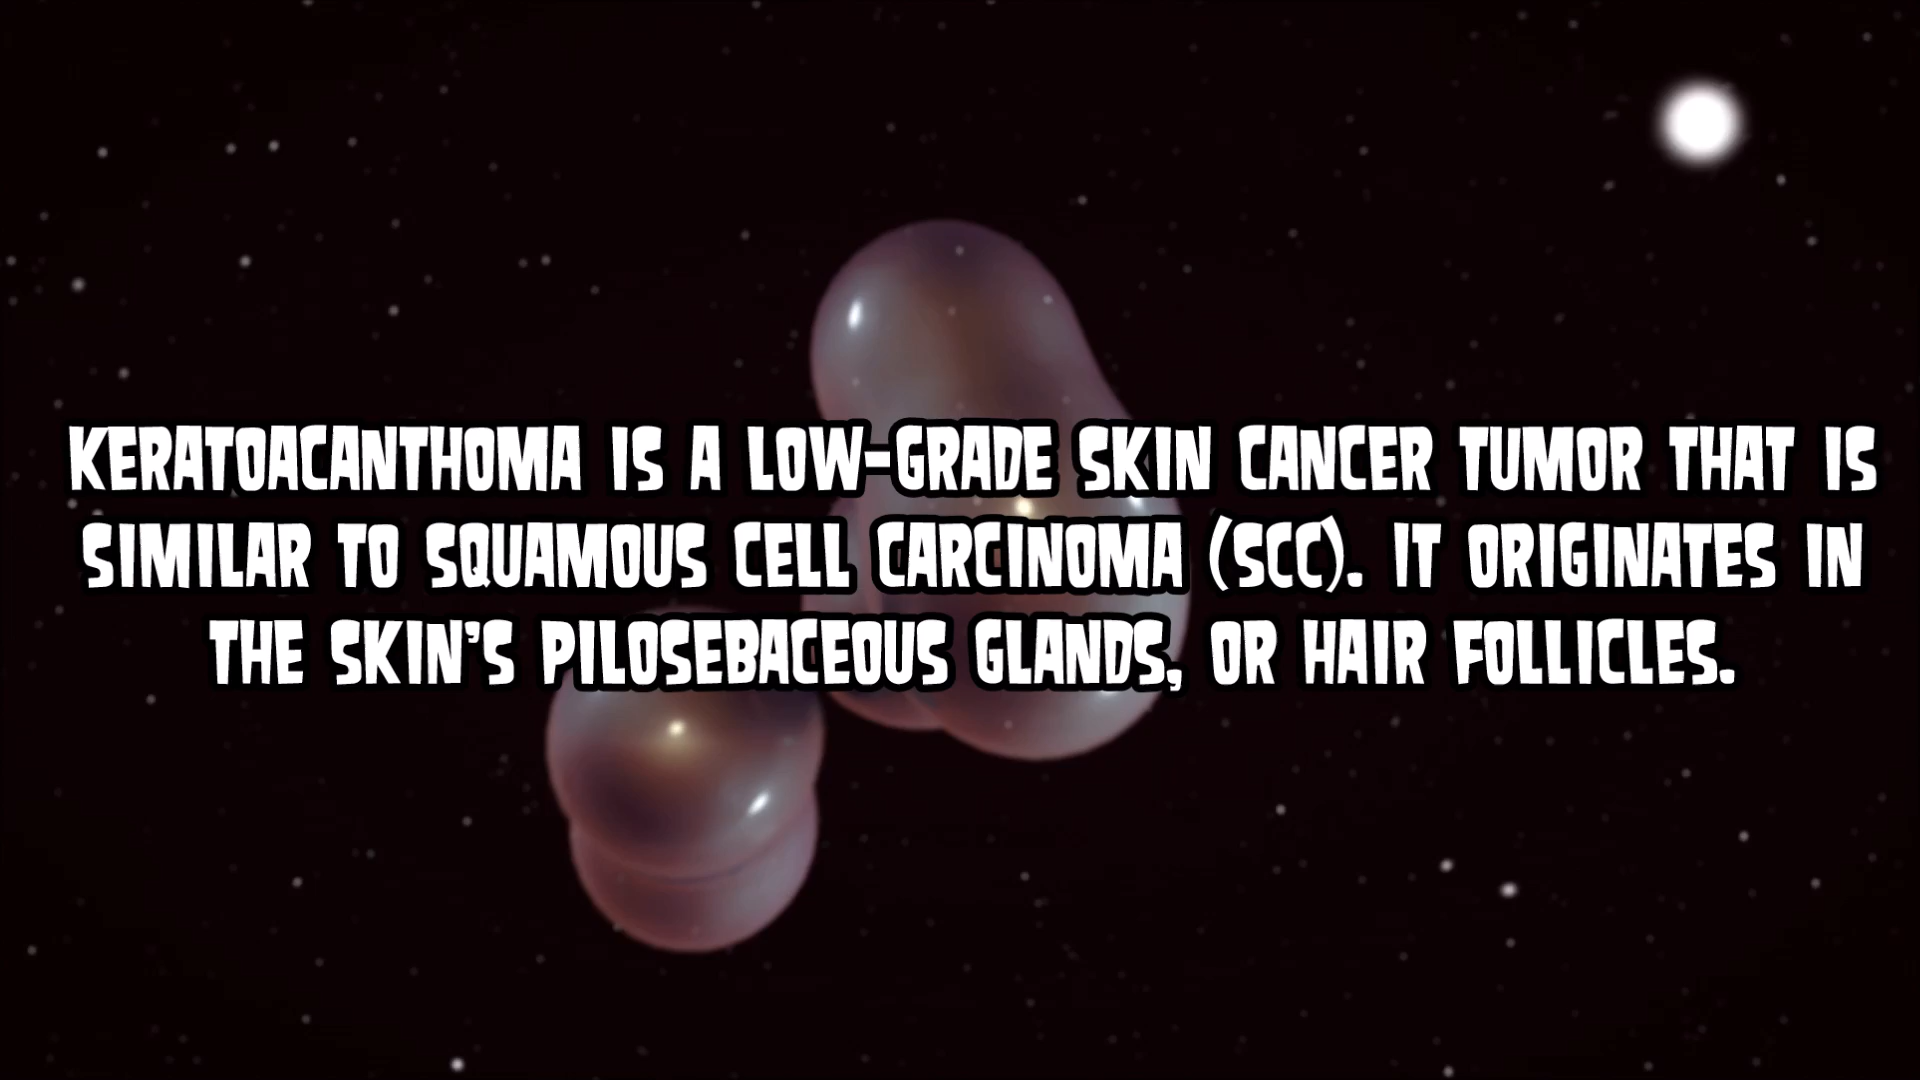 KERATOACANTHOMA IS A LOW-GRADE SKIN CANCER TUMOR THAT IS
SIMILAR TO SQUAMOUS CELL CARCINOMA (SCC). IT ORIGINATES IN
THE SKIN'S PILOSEBACEOUS GLANDS, OR HAIR FOLLICLES.